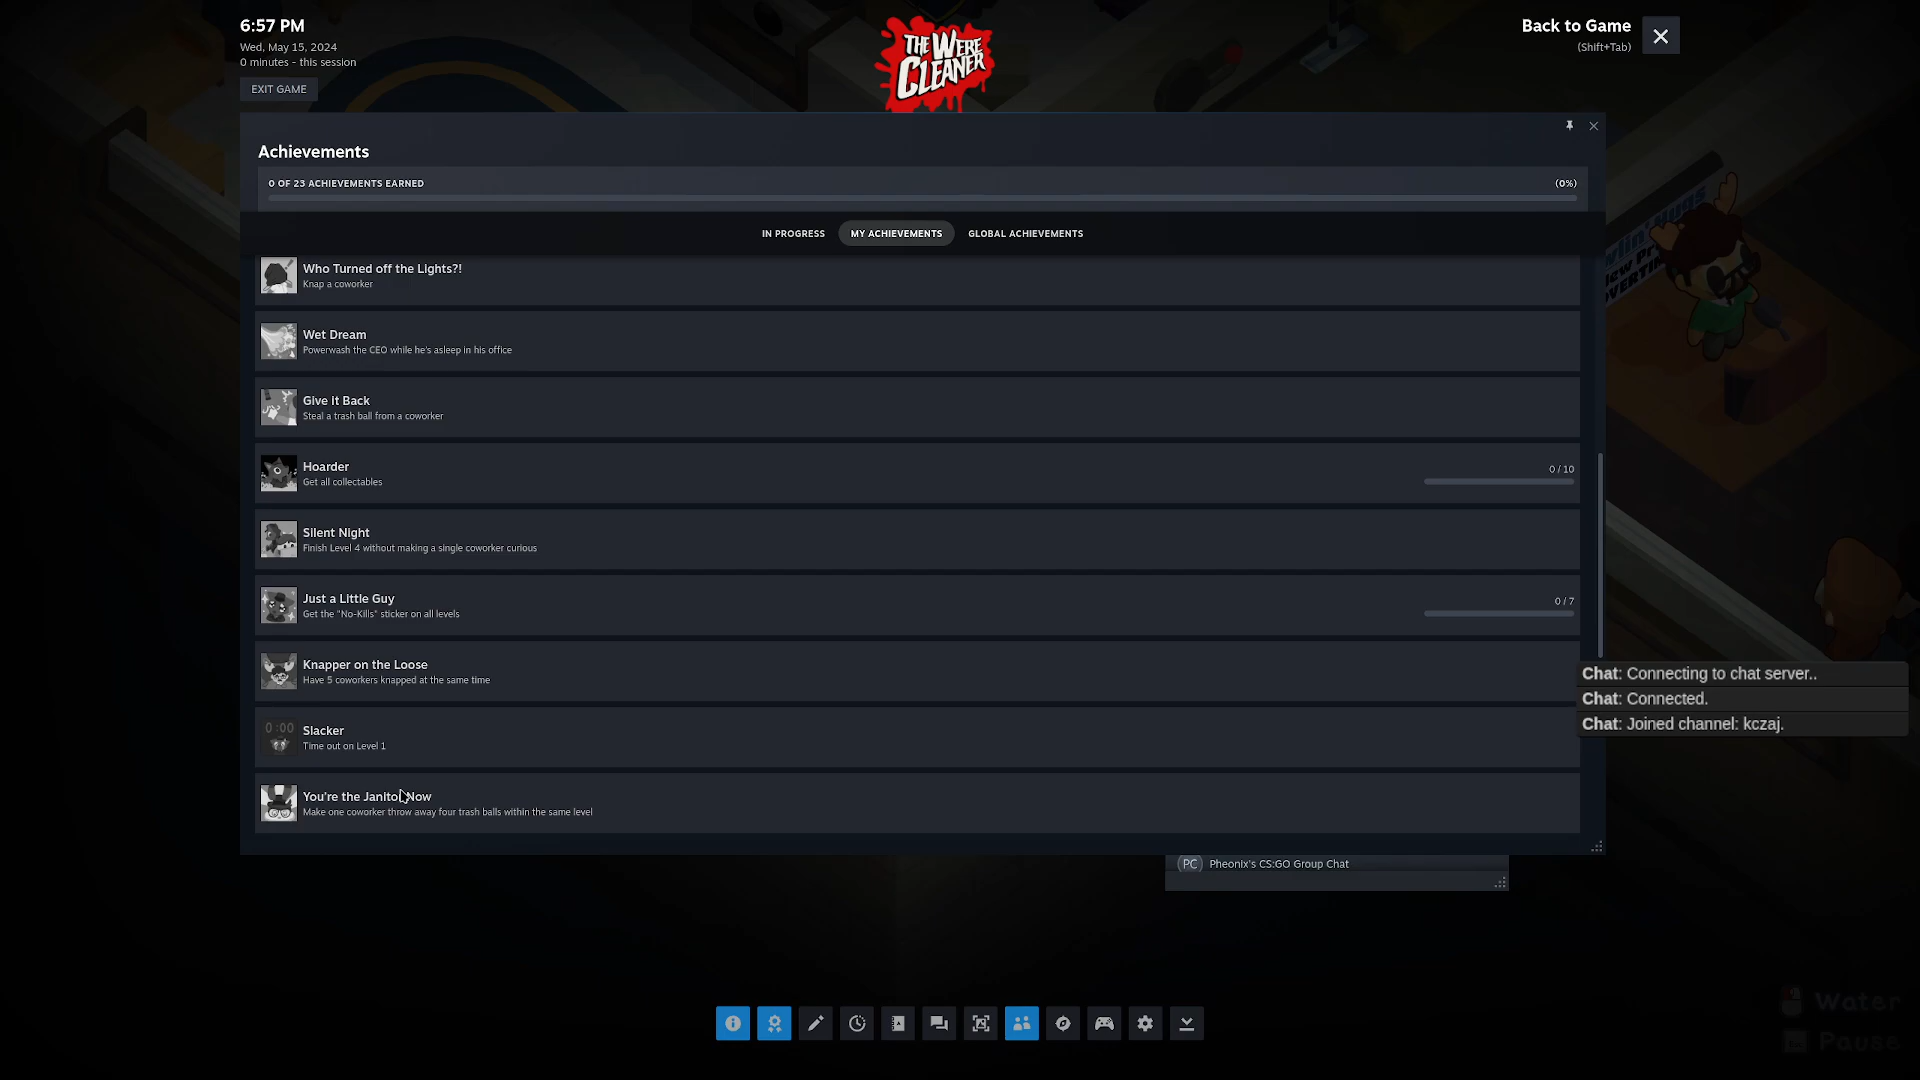 6:57 PM
Wed, May 15, 2024
0 minutes - this session
EXIT GAME
THE WERE
CLEANER
Back to Game
(Shift+Tab)
Achievements
0 OF 23 ACHIEVEMENTS EARNED
(0%)
IN PROGRESS
MY ACHIEVEMENTS
GLOBAL ACHIEVEMENTS
Who Turned off the Lights?!
Knap a coworker
Wet Dream
Powerwash the CEO while he's asleep in his office
Give it Back
Steal a trash ball from a coworker
Hoarder
Get all collectables
0 / 10
Silent Night
Finish Level 4 without making a single coworker curious
Just a Little Guy
Get the "No-Kills" sticker on all levels
0 / 7
Knapper on the Loose
Have 5 coworkers knapped at the same time
0:00
Slacker
Time out on Level 1
You're the Janitor Now
Make one coworker throw away four trash balls within the same level
Chat: Connecting to chat server..
Chat: Connected.
Chat: Joined channel: kczaj.
PC
Pheonix's CS:GO Group Chat
Water
Pause